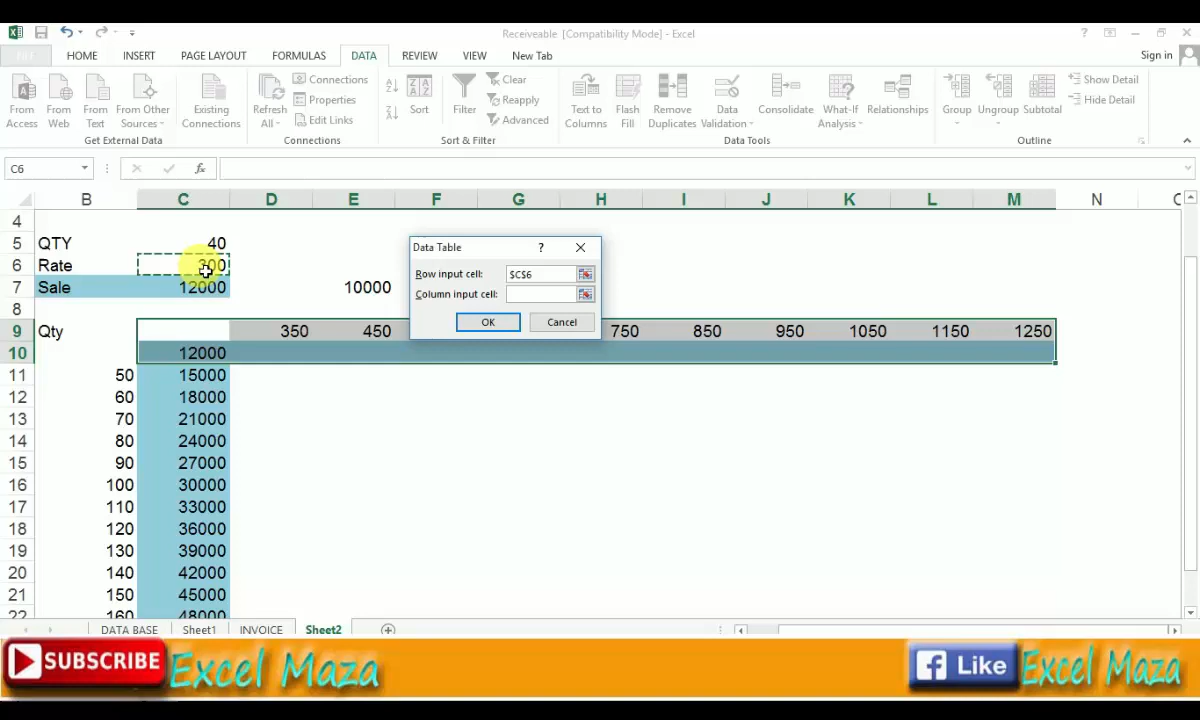 Receiveable [Compatibility Mode] - Excel
FILE HOME INSERT PAGE LAYOUT FORMULAS DATA REVIEW VIEW New Tab Sign in
From Access
From Web
From Text
From Other Sources
Get External Data
Existing Connections
Refresh All
Connections
Properties
Edit Links
Connections
Sort
Filter
Clear
Reapply
Advanced
Sort & Filter
Text to Columns
Flash Fill
Remove Duplicates
Data Validation
Consolidate
What-If Analysis
Relationships
Data Tools
Group
Ungroup
Subtotal
Show Detail
Hide Detail
Outline
C6 fx
B C D E F G H I J K L M N
4
5 QTY 40
6 Rate 300
7 Sale 12000 10000
8
9 Qty 350 450 750 850 950 1050 1150 1250
10 12000
11 50 15000
12 60 18000
13 70 21000
14 80 24000
15 90 27000
16 100 30000
17 110 33000
18 120 36000
19 130 39000
20 140 42000
21 150 45000
22 160 48000
Data Table ?
Row input cell: $C$6
Column input cell:
OK Cancel
DATA BASE Sheet1 INVOICE Sheet2
SUBSCRIBE Excel Maza
f Like Excel Maza